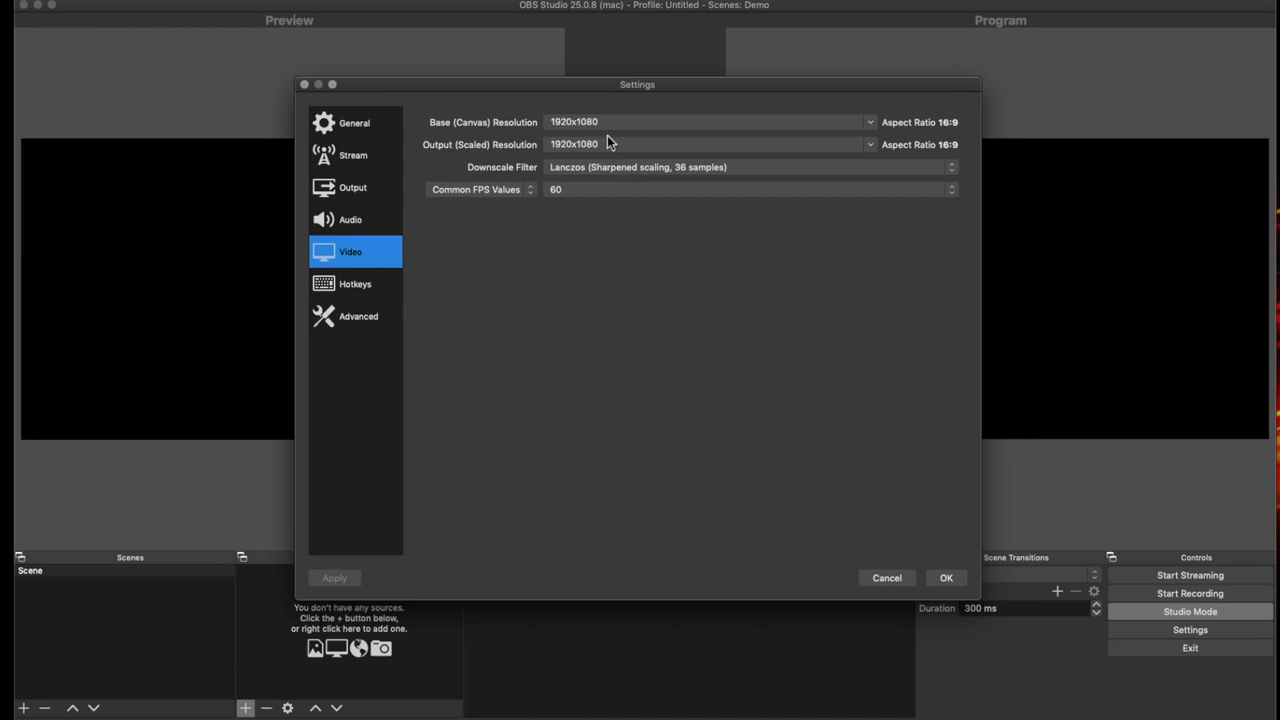 OBS Studio 25.0.8 (mac) - Profile: Untitled - Scenes: Demo
Preview
Program
Settings
General
Stream
Output
Audio
Video
Hotkeys
Advanced
Base (Canvas) Resolution 1920x1080 Aspect Ratio 16:9
Output (Scaled) Resolution 1920x1080 Aspect Ratio 16:9
Downscale Filter Lanczos (Sharpened scaling, 36 samples)
Common FPS Values 60
Apply
Cancel
OK
Scenes
Scene
You don't have any sources.
Click the + button below,
or right click here to add one.
Scene Transitions
Duration 300 ms
Controls
Start Streaming
Start Recording
Studio Mode
Settings
Exit